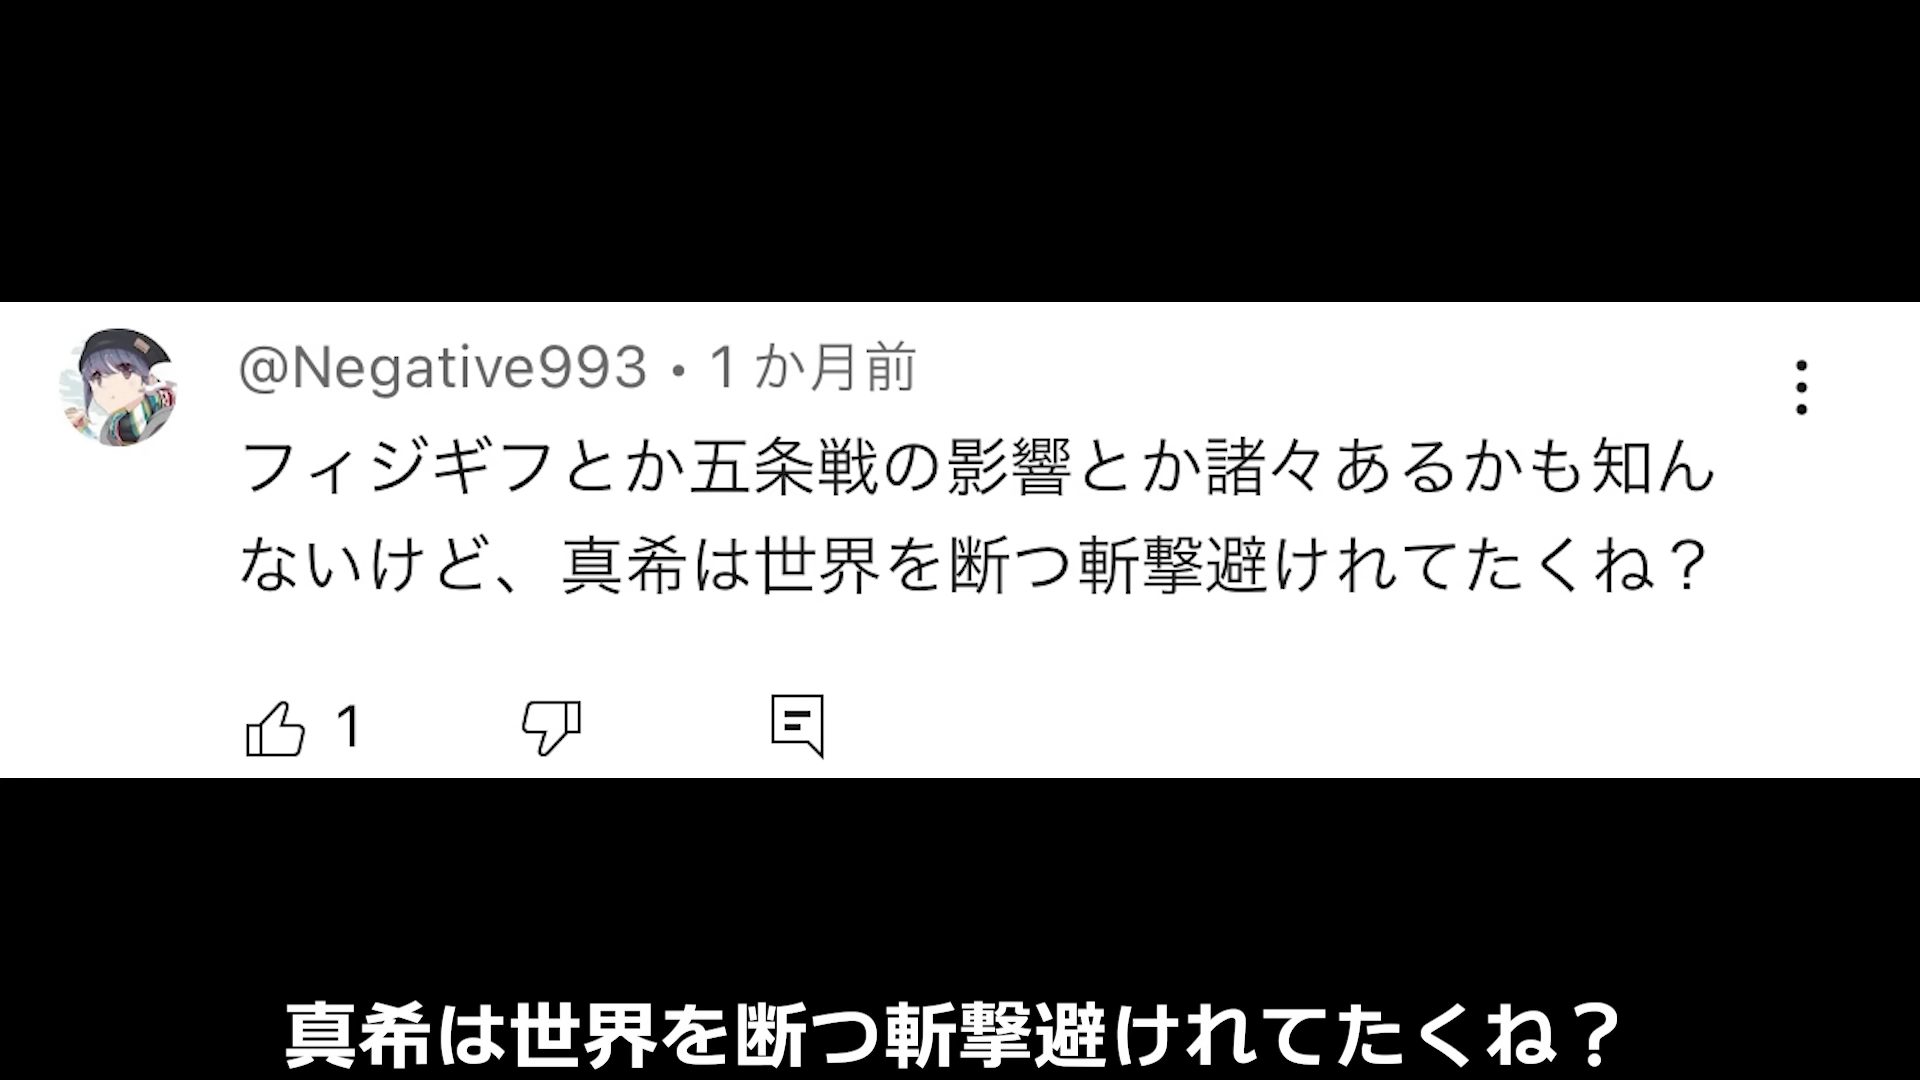 @Negative993・1 か月前
フィジギフとか五条戦の影響とか諸々あるかも知ん
ないけど、真希は世界を断つ斬撃避けれてたくね？
1
真希は世界を断つ斬撃避けれてたくね？